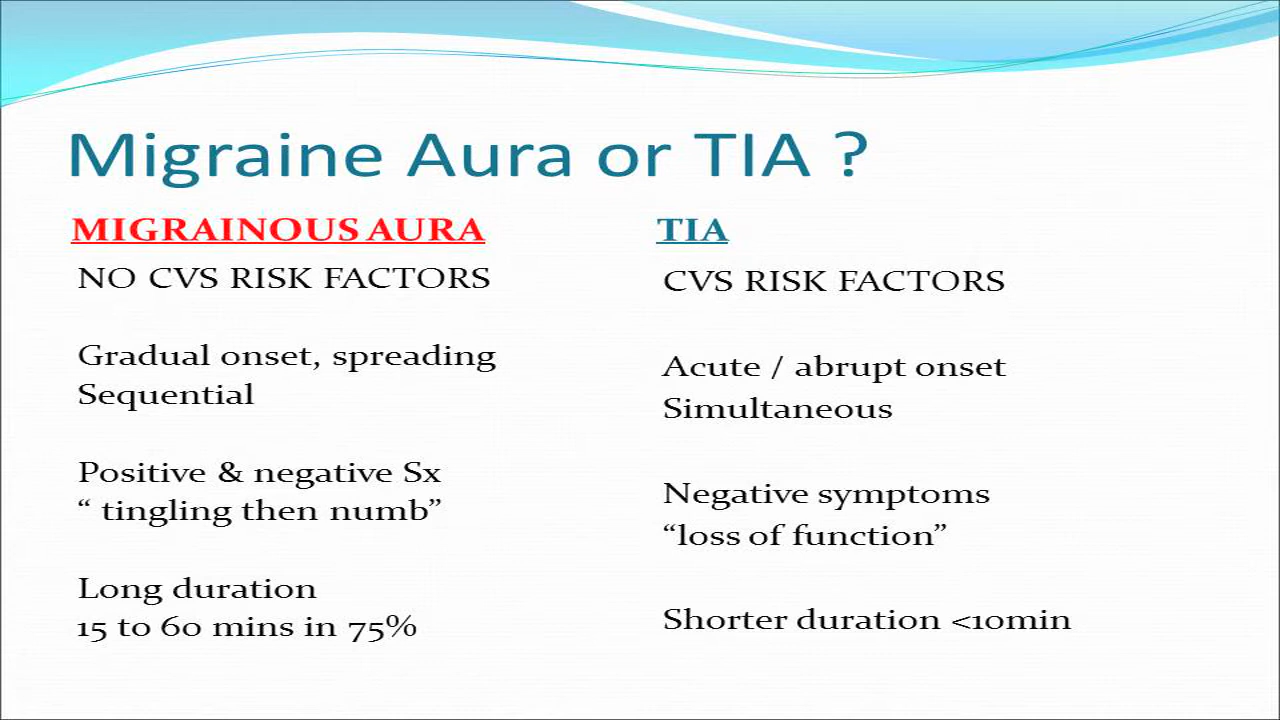 Migraine Aura or TIA ?
MIGRAINOUS AURA
NO CVS RISK FACTORS
Gradual onset, spreading
Sequential
Positive & negative Sx
“ tingling then numb”
Long duration
15 to 60 mins in 75%
TIA
CVS RISK FACTORS
Acute / abrupt onset
Simultaneous
Negative symptoms
“loss of function”
Shorter duration <10min